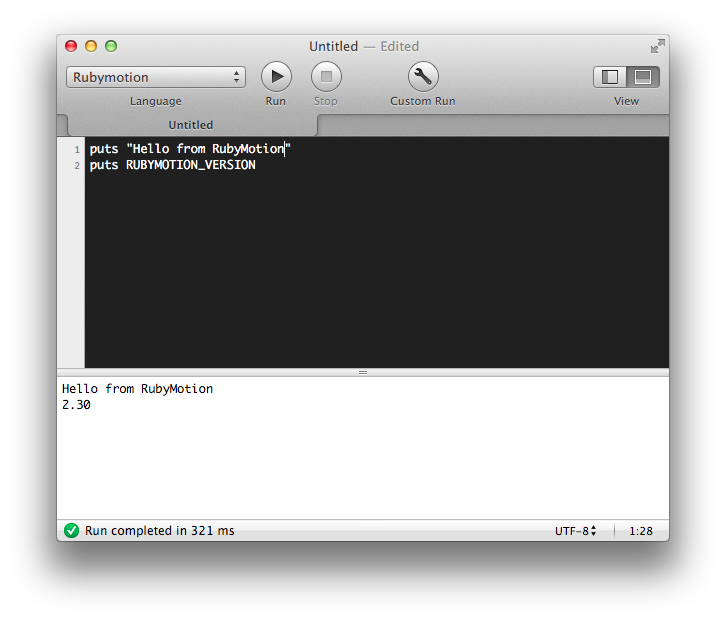 Untitled — Edited
Rubymotion
Language
Run
Stop
Custom Run
View
Untitled
1 puts "Hello from RubyMotion"
2 puts RUBYMOTION_VERSION
Hello from RubyMotion
2.30
Run completed in 321 ms
UTF-8
1:28